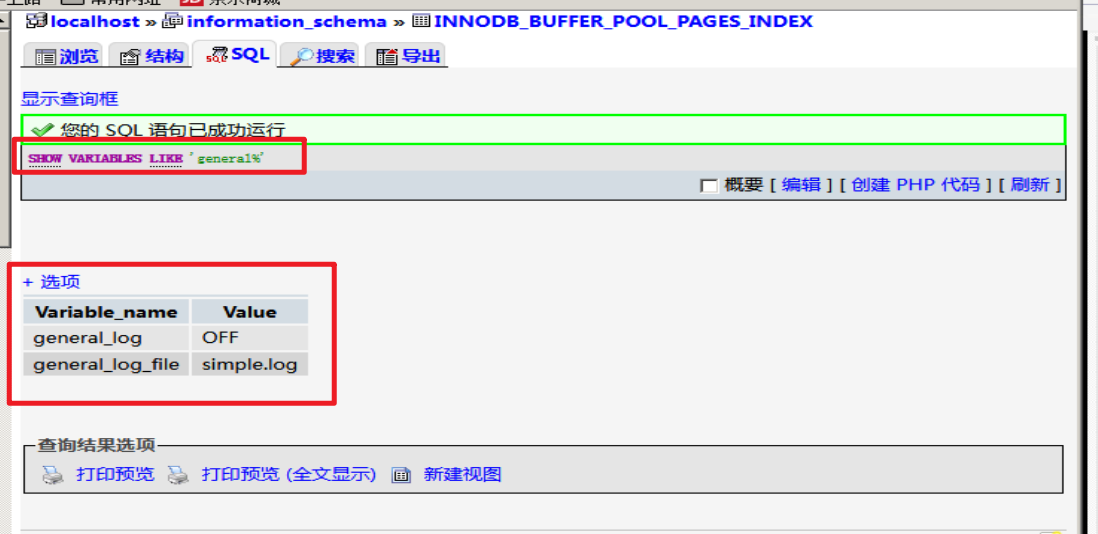 localhost » information_schema » INNODB_BUFFER_POOL_PAGES_INDEX
浏览 结构 SQL 搜索 导出
显示查询框
您的 SQL 语句已成功运行
SHOW VARIABLES LIKE 'general%'
概要 [ 编辑 ] [ 创建 PHP 代码 ] [ 刷新 ]
+ 选项
Variable_name Value
general_log OFF
general_log_file simple.log
查询结果选项
打印预览 打印预览 (全文显示) 新建视图